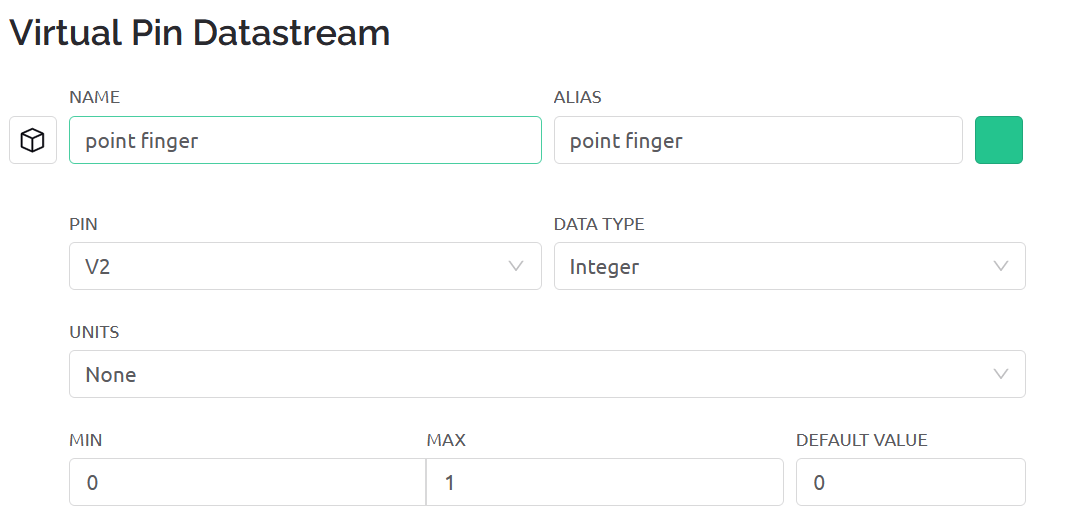 Virtual Pin Datastream
NAME ALIAS
point finger point finger
PIN DATA TYPE
V2 Integer
UNITS
None
MIN MAX DEFAULT VALUE
0 1 0